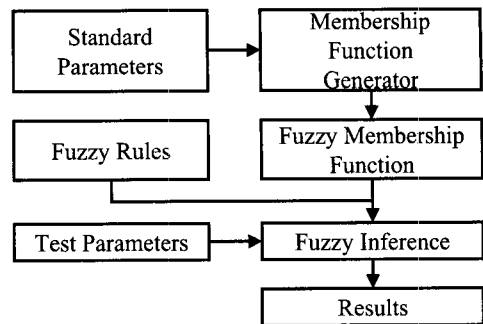 Standard
Parameters
Membership
Function
Generator
Fuzzy Rules
Fuzzy Membership
Function
Test Parameters
Fuzzy Inference
Results